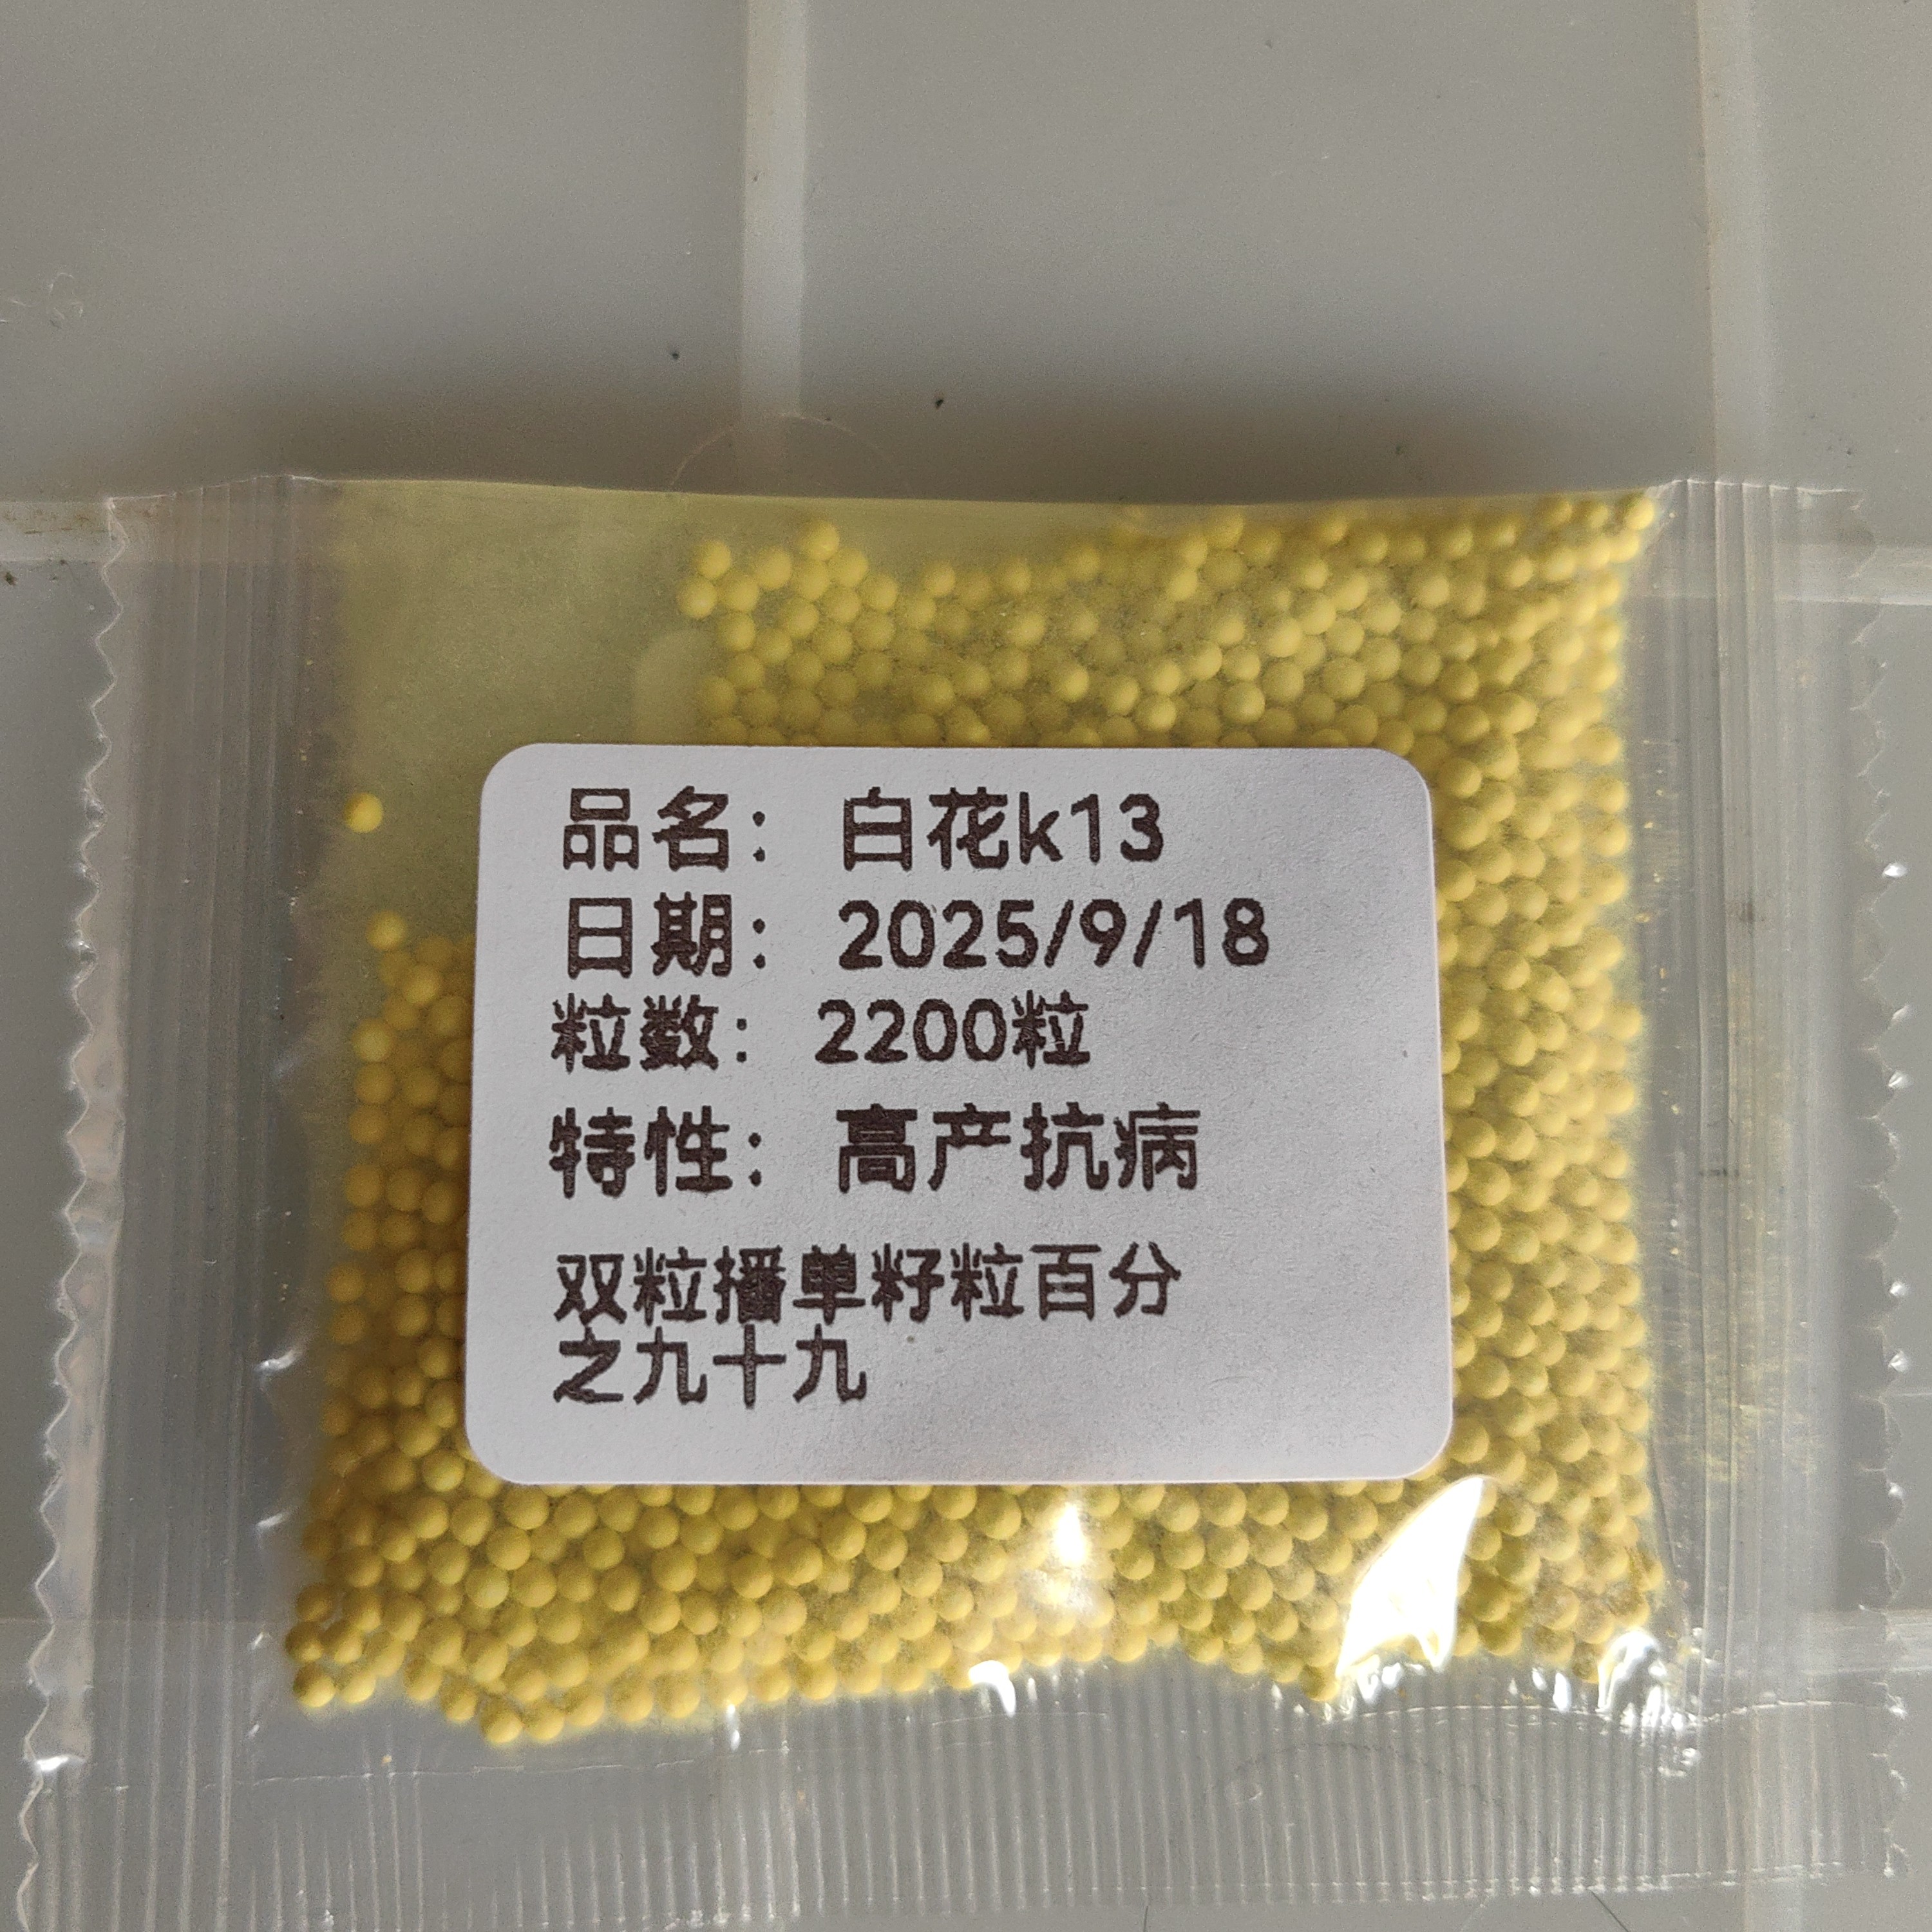 品名：白花k13
日期：2025/9/18
粒数：2200粒
特性：高产抗病
双粒播单籽粒百分
之九十九